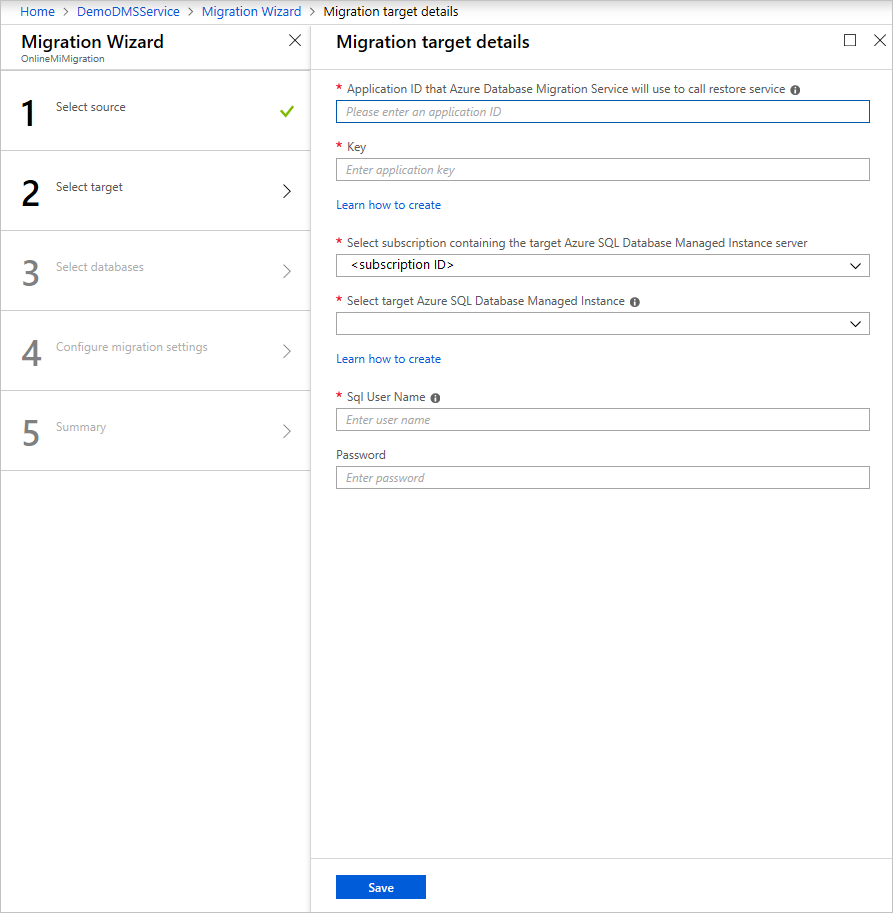 Home > DemoDMSService > Migration Wizard > Migration target details
Migration Wizard
OnlineMiMigration
1 Select source
2 Select target
3 Select databases
4 Configure migration settings
5 Summary
Migration target details
* Application ID that Azure Database Migration Service will use to call restore service
Please enter an application ID
* Key
Enter application key
Learn how to create
* Select subscription containing the target Azure SQL Database Managed Instance server
<subscription ID>
* Select target Azure SQL Database Managed Instance
Learn how to create
* Sql User Name
Enter user name
Password
Enter password
Save